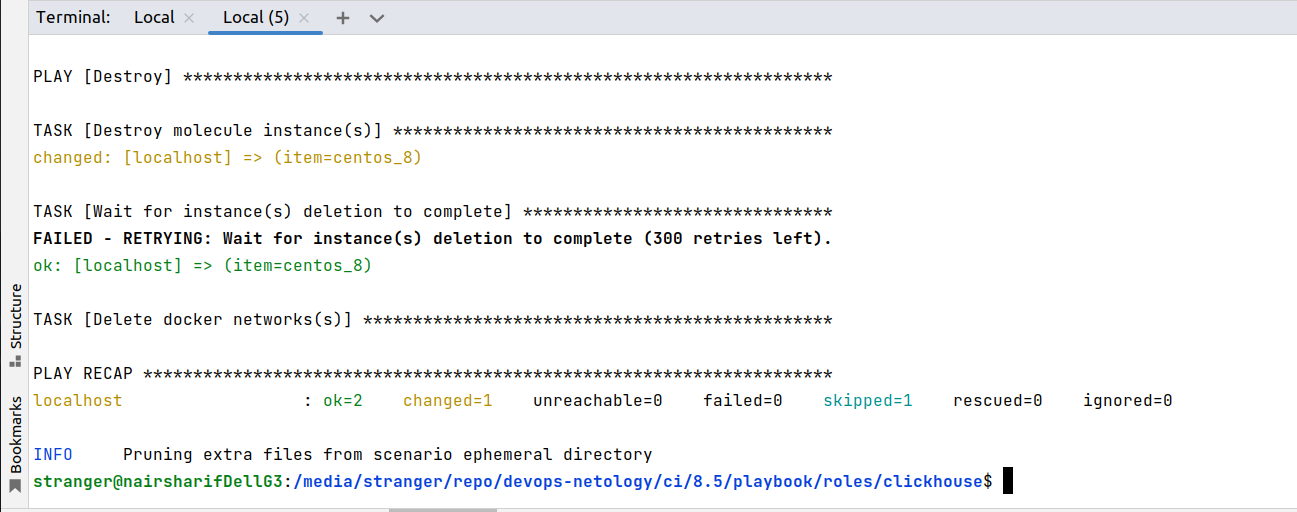 Terminal: Local × Local (5) × +
PLAY [Destroy] *****************************************************************
TASK [Destroy molecule instance(s)] ********************************************
changed: [localhost] => (item=centos_8)
TASK [Wait for instance(s) deletion to complete] *******************************
FAILED - RETRYING: Wait for instance(s) deletion to complete (300 retries left).
ok: [localhost] => (item=centos_8)
TASK [Delete docker networks(s)] ***********************************************
PLAY RECAP *********************************************************************
localhost                  : ok=2    changed=1    unreachable=0    failed=0    skipped=1    rescued=0    ignored=0
INFO     Pruning extra files from scenario ephemeral directory
stranger@nairsharifDellG3:/media/stranger/repo/devops-netology/ci/8.5/playbook/roles/clickhouse$
Structure
Bookmarks